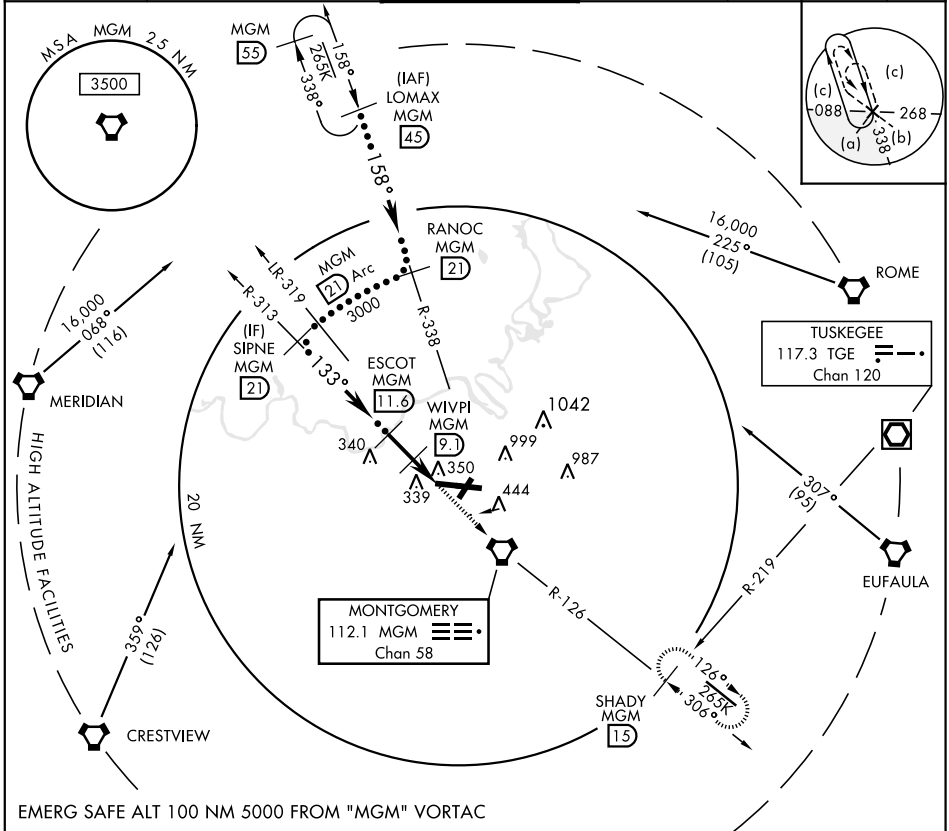 MSA MGM 25 NM
3500
MGM
55
265K
158°
338°
(IAF)
LOMAX
MGM
45
158°
(c)
(c)
088
268
(a)
(b)
338
RANOC
MGM
21
MGM
21 Arc
3000
LR-319
R-313
R-338
16,000
225°
(105)
ROME
16,000
068°
(116)
MERIDIAN
(IF)
SIPNE
MGM
21
133°
ESCOT
MGM
11.6
WIVPI
MGM
9.1
TUSKEGEE
117.3 TGE
Chan 120
1042
999
987
340
350
339
444
HIGH ALTITUDE FACILITIES
20 NM
307°
(95)
EUFAULA
R-219
MONTGOMERY
112.1 MGM
Chan 58
R-126
359°
(126)
CRESTVIEW
126°
265K
306°
SHADY
MGM
15
EMERG SAFE ALT 100 NM 5000 FROM "MGM" VORTAC